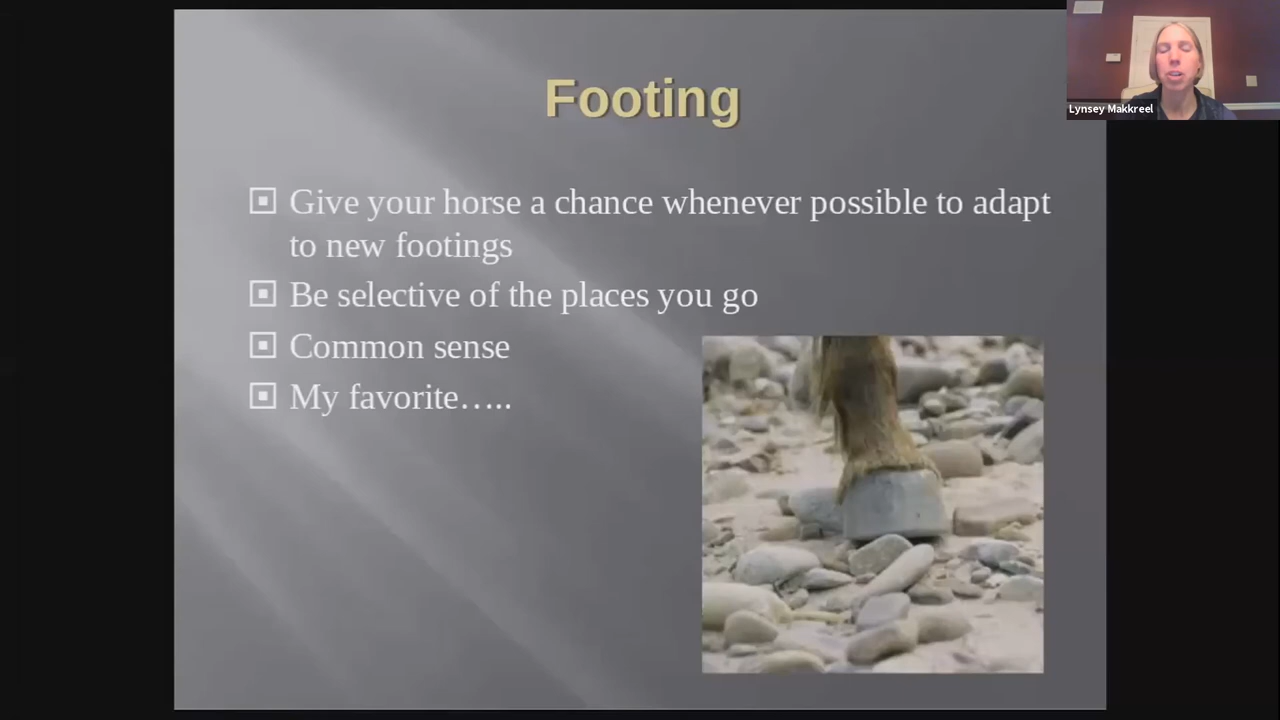 Footing
Give your horse a chance whenever possible to adapt
to new footings
Be selective of the places you go
Common sense
My favorite…..
Lynsey Makkreel